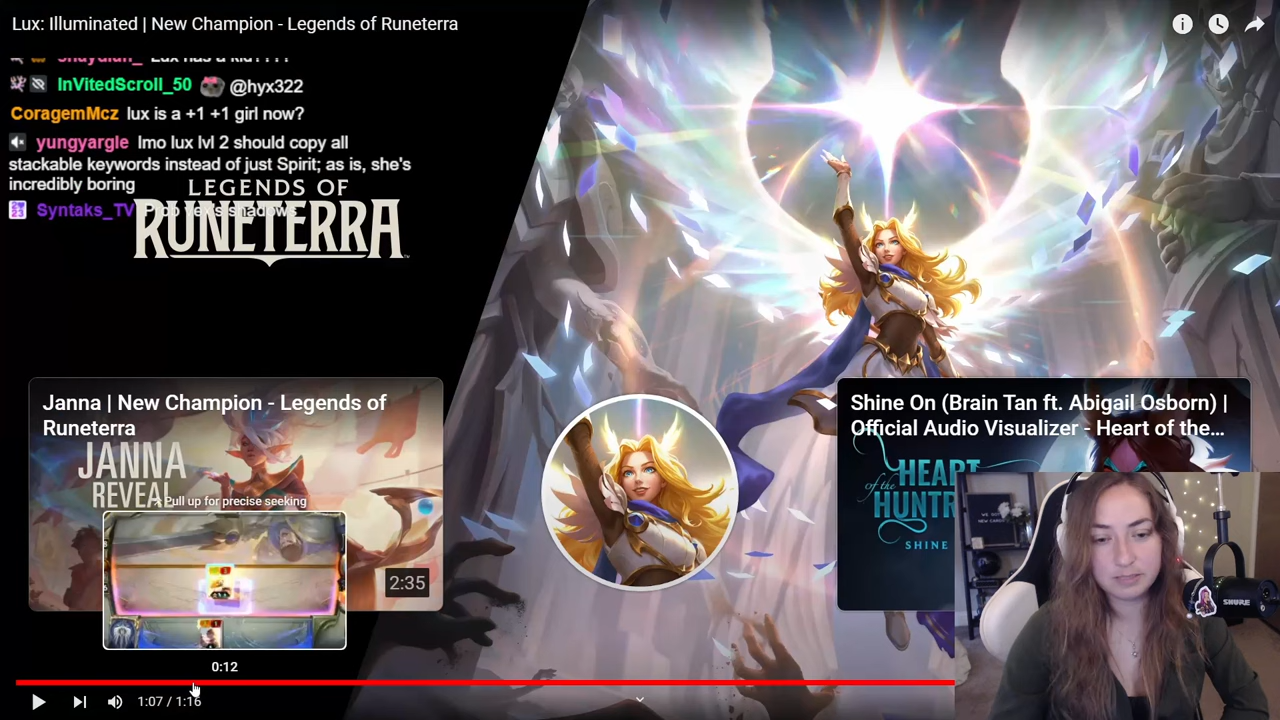 Lux: Illuminated | New Champion - Legends of Runeterra
shaydian_ Lux has a kid????
InVitedScroll_50 @hyx322
CoragemMcz lux is a +1 +1 girl now?
yungyargle lmo lux lvl 2 should copy all
stackable keywords instead of just Spirit; as is, she's
incredibly boring
Syntaks_TV
LEGENDS OF
RUNETERRA
Janna | New Champion - Legends of
Runeterra
JANNA
REVEAL
Pull up for precise seeking
2:35
0:12
Shine On (Brain Tan ft. Abigail Osborn) |
Official Audio Visualizer - Heart of the...
HEART
of the
HUNTR
SHINE
SHURE
1:07 / 1:16